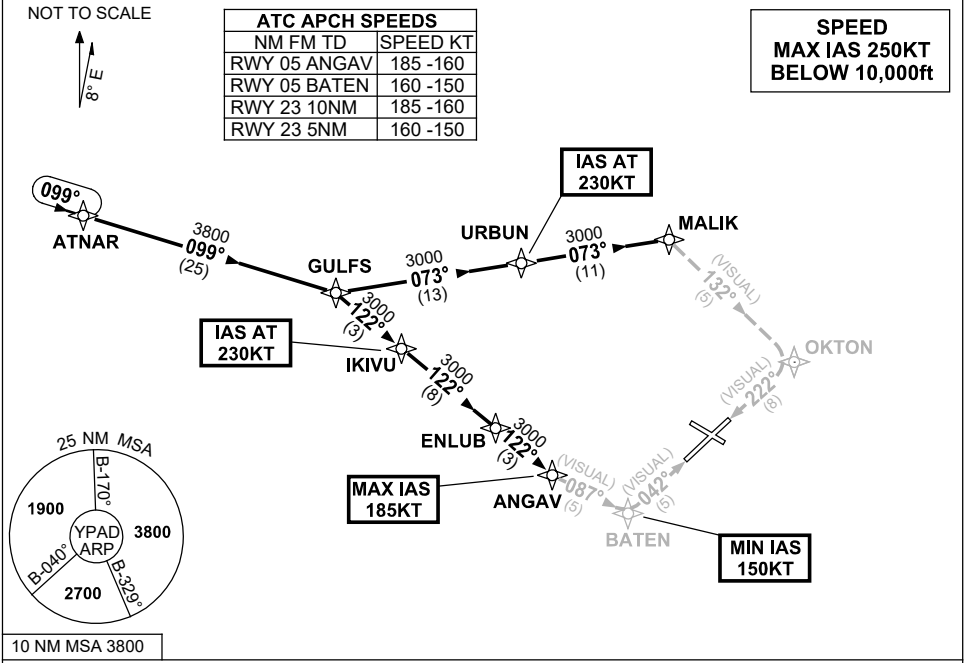 NOT TO SCALE
8° E
ATC APCH SPEEDS
NM FM TD SPEED KT
RWY 05 ANGAV 185 -160
RWY 05 BATEN 160 -150
RWY 23 10NM 185 -160
RWY 23 5NM 160 -150
SPEED
MAX IAS 250KT
BELOW 10,000ft
099°
ATNAR
3800
099°
(25)
GULFS
3000
073°
(13)
URBUN
IAS AT
230KT
3000
073°
(11)
MALIK
(VISUAL)
132°
(5)
OKTON
(VISUAL)
222°
(8)
3000
122°
(3)
IAS AT
230KT
IKIVU
3000
122°
(8)
ENLUB
3000
122°
(3)
MAX IAS
185KT
ANGAV
(VISUAL)
087°
(5)
BATEN
(VISUAL)
042°
(5)
MIN IAS
150KT
25 NM MSA
B-170°
1900
YPAD
ARP
3800
B-040°
B-329°
2700
10 NM MSA 3800